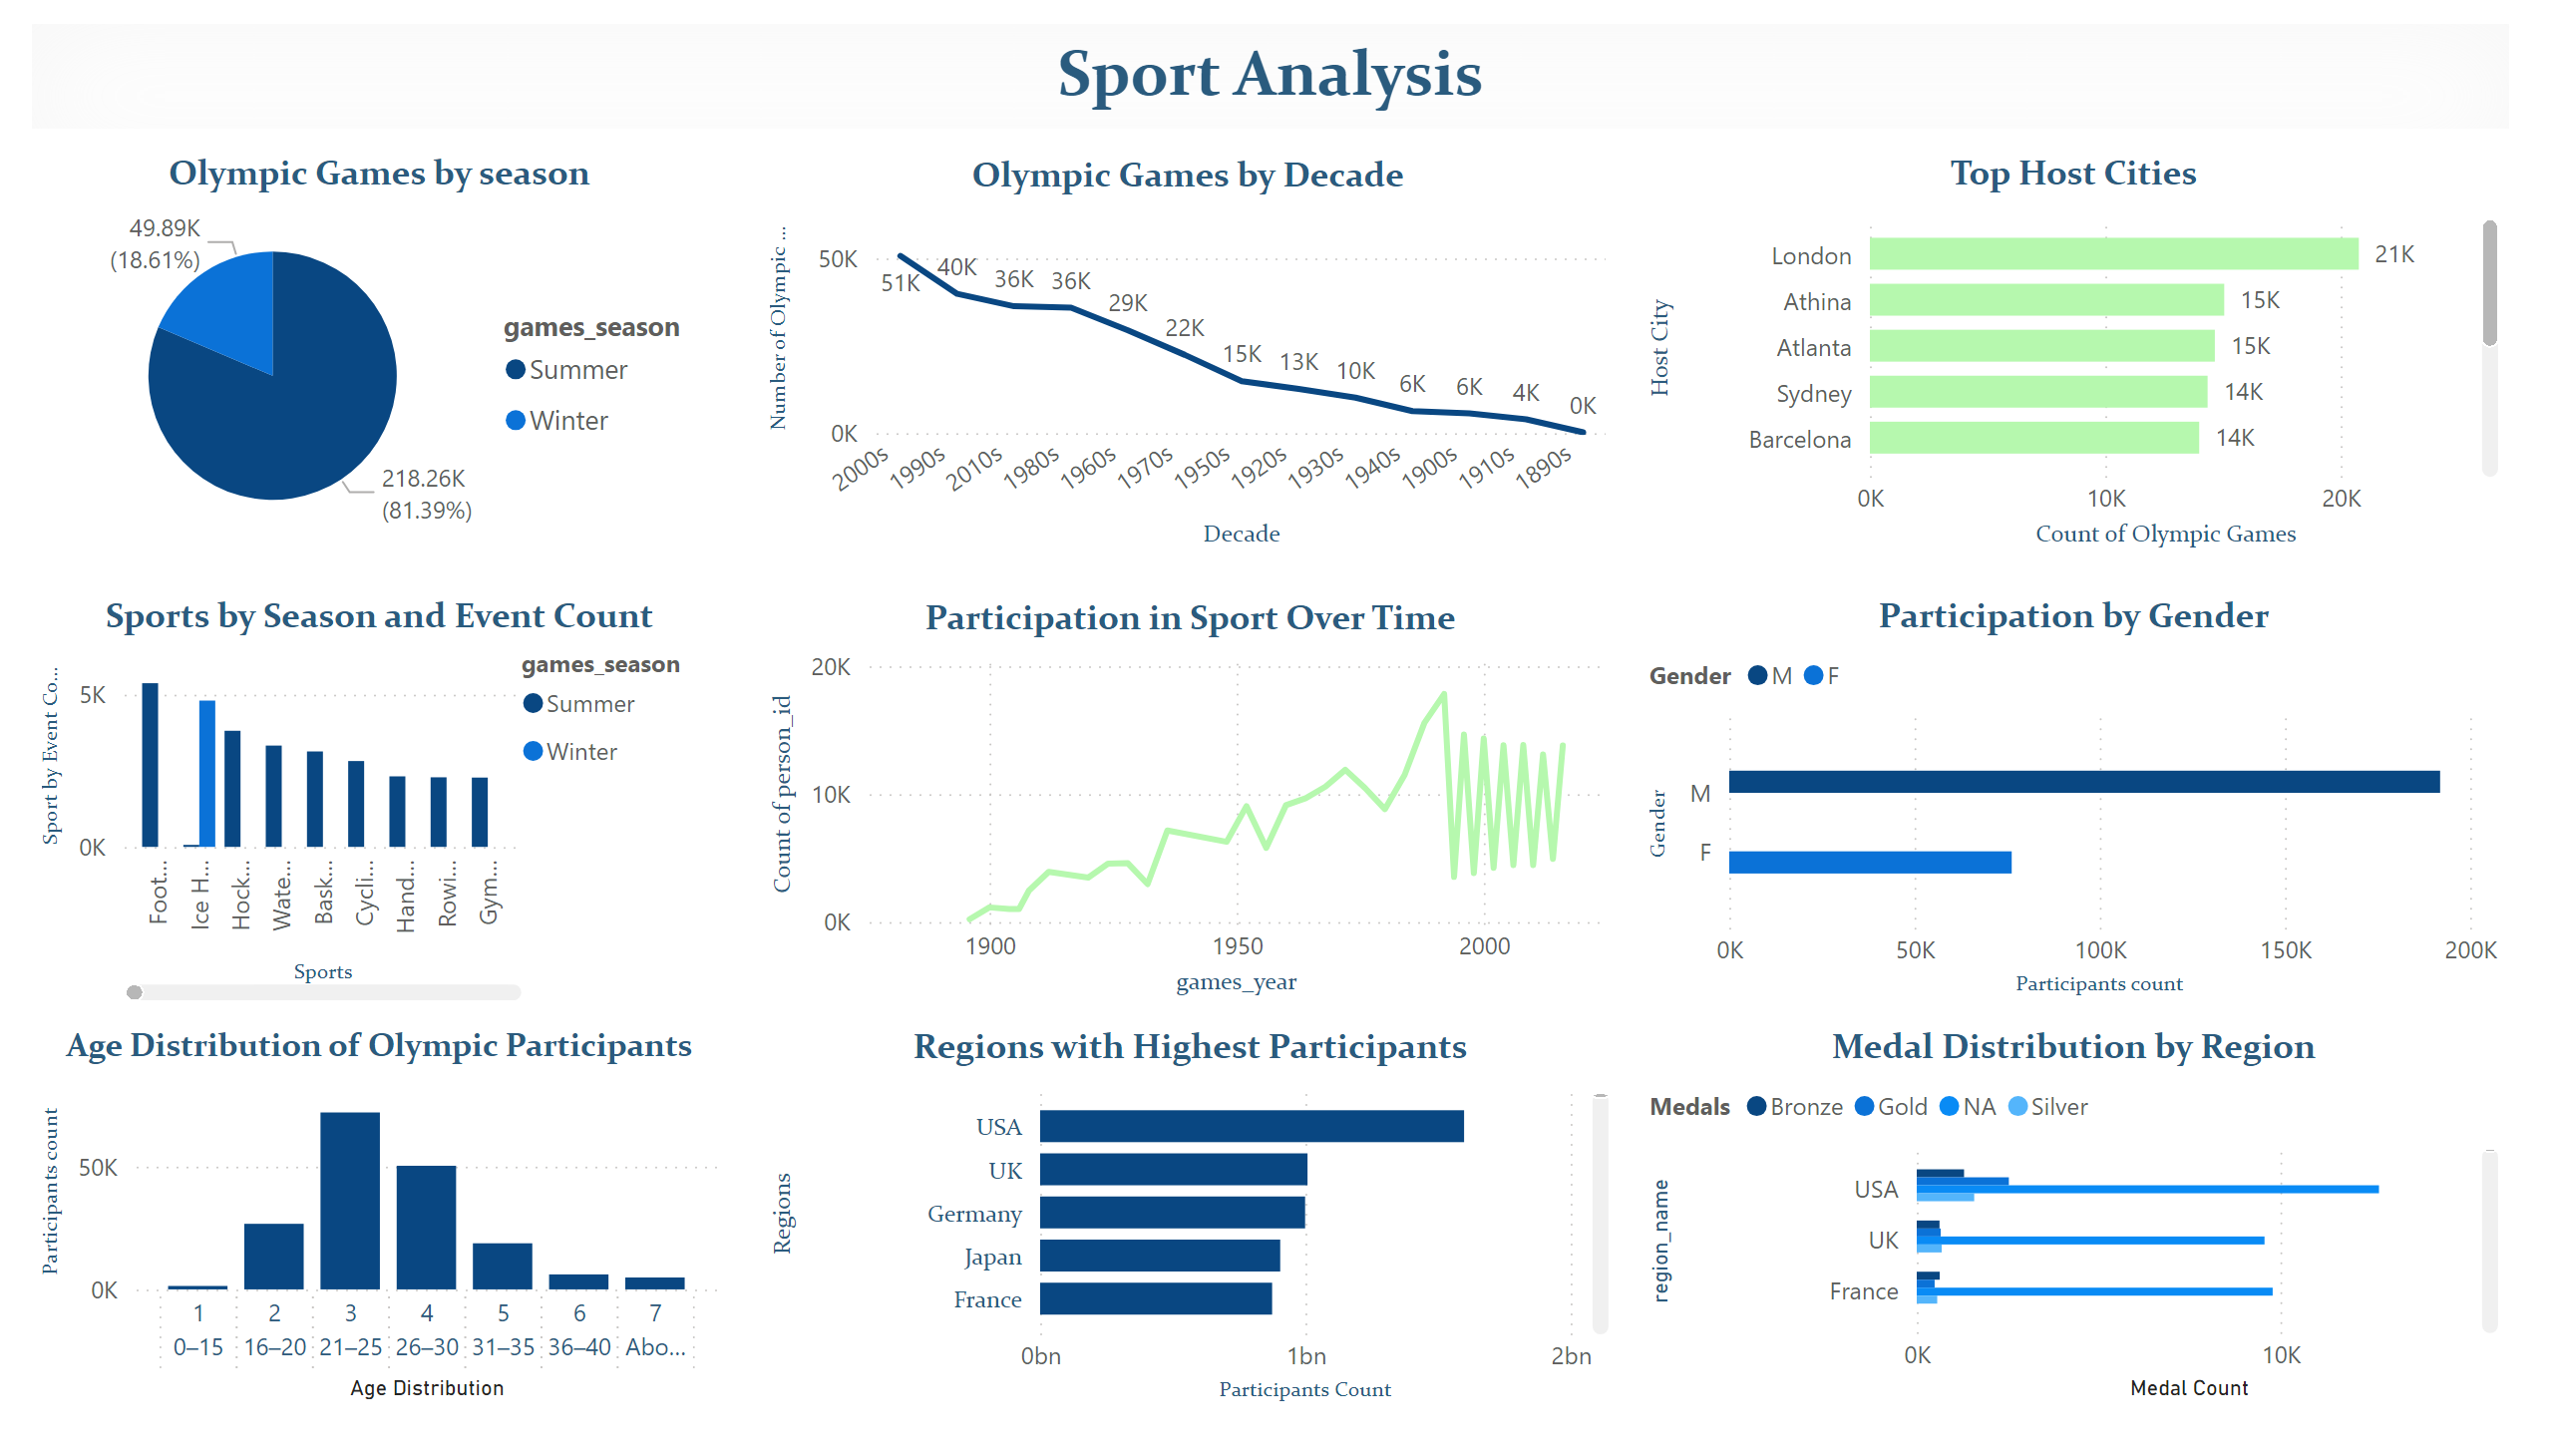 Sport Analysis
Olympic Games by season
49.89K
(18.61%)
games_season
Summer
Winter
218.26K
(81.39%)
Olympic Games by Decade
Number of Olympic ...
50K
0K
51K
40K
36K
36K
29K
22K
15K
13K
10K
6K
6K
4K
0K
2000s
1990s
2010s
1980s
1960s
1970s
1950s
1920s
1930s
1940s
1900s
1910s
1890s
Decade
Top Host Cities
Host City
London
21K
Athina
15K
Atlanta
15K
Sydney
14K
Barcelona
14K
0K
10K
20K
Count of Olympic Games
Sports by Season and Event Count
games_season
Summer
Winter
Sport by Event Co...
5K
0K
Foot...
Ice H...
Hock...
Wate...
Bask...
Cycli...
Hand...
Rowi...
Gym...
Sports
Participation in Sport Over Time
Count of person_id
20K
10K
0K
1900
1950
2000
games_year
Participation by Gender
Gender
M
F
Gender
M
F
0K
50K
100K
150K
200K
Participants count
Age Distribution of Olympic Participants
Participants count
50K
0K
1
2
3
4
5
6
7
0–15
16–20
21–25
26–30
31–35
36–40
Abo...
Age Distribution
Regions with Highest Participants
Regions
USA
UK
Germany
Japan
France
0bn
1bn
2bn
Participants Count
Medal Distribution by Region
Medals
Bronze
Gold
NA
Silver
region_name
USA
UK
France
0K
10K
Medal Count